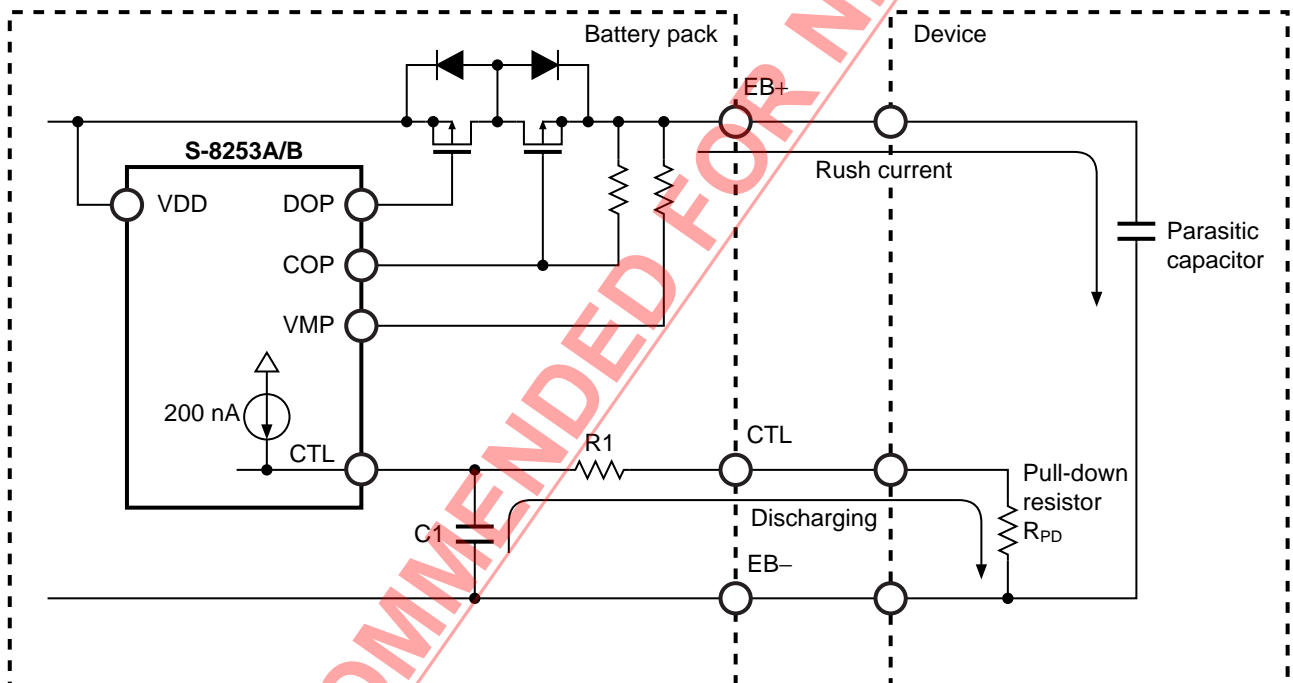 Battery pack
Device
EB+
S-8253A/B
Rush current
VDD
DOP
COP
Parasitic
capacitor
VMP
200 nA
CTL
R1
CTL
Pull-down
resistor
RPD
C1
Discharging
EB−
OMMENDED FOR N